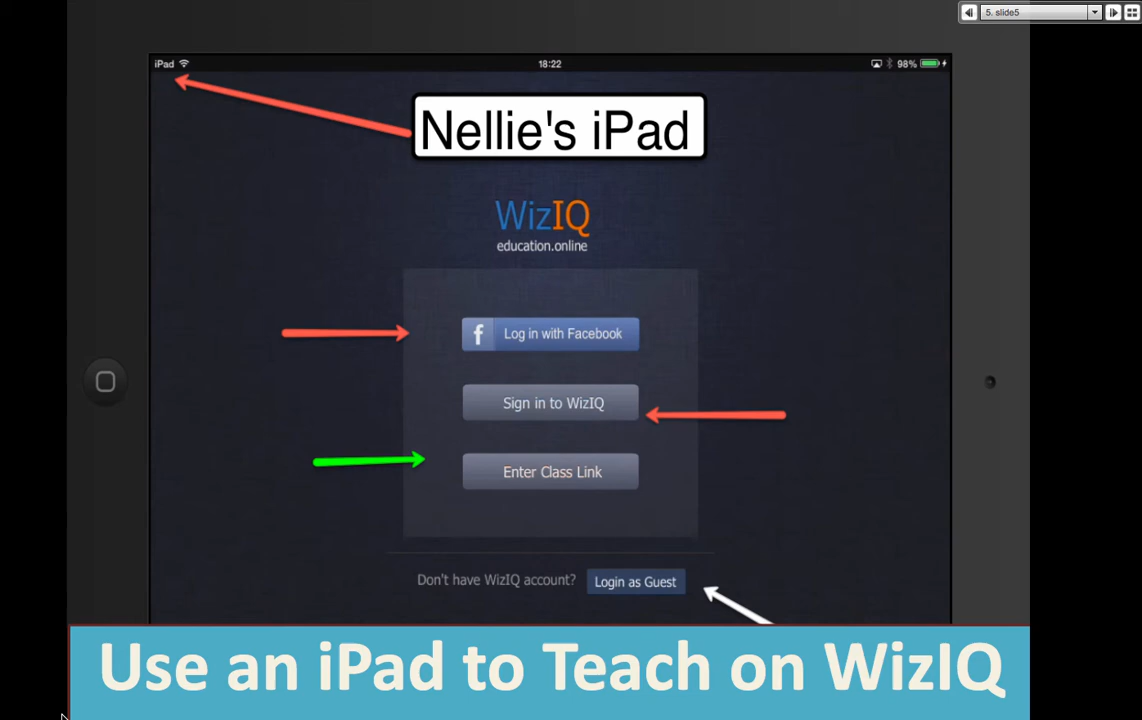 5. slide5
iPad 18:22 98%
Nellie's iPad
WizIQ
education.online
f Log in with Facebook
Sign in to WizIQ
Enter Class Link
Don't have WizIQ account? Login as Guest
Use an iPad to Teach on WizIQ